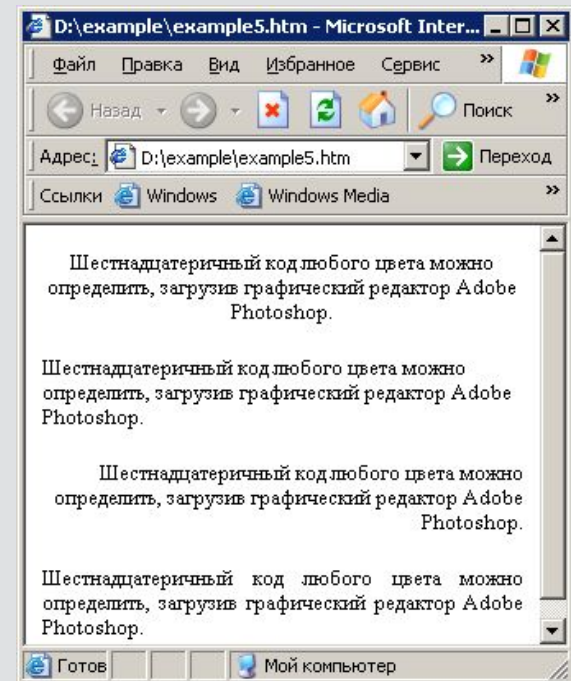 D:\example\example5.htm - Microsoft Inter...
Файл Правка Вид Избранное Сервис »
Назад Поиск »
Адрес: D:\example\example5.htm Переход
Ссылки Windows Windows Media »
Шестнадцатеричный код любого цвета можно
определить, загрузив графический редактор Adobe
Photoshop.
Шестнадцатеричный код любого цвета можно
определить, загрузив графический редактор Adobe
Photoshop.
Шестнадцатеричный код любого цвета можно
определить, загрузив графический редактор Adobe
Photoshop.
Шестнадцатеричный код любого цвета можно
определить, загрузив графический редактор Adobe
Photoshop.
Готов Мой компьютер